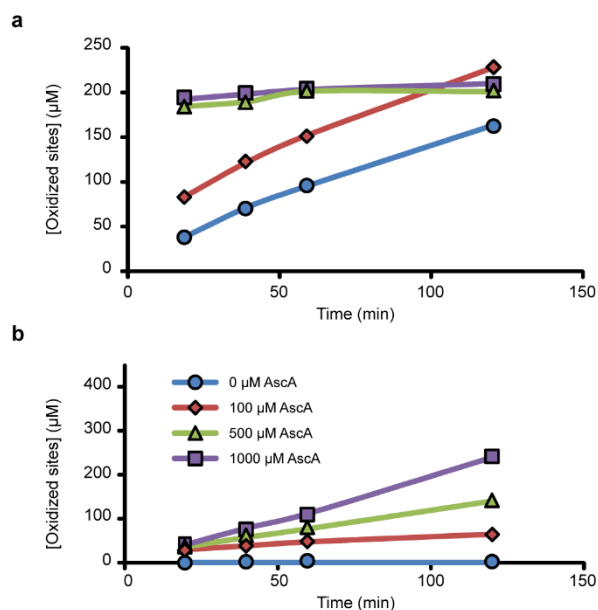 a
[Oxidized sites] (µM)
250
200
150
100
50
0
0 50 100 150
Time (min)
b
[Oxidized sites] (µM)
400
300
200
100
0
0 µM AscA
100 µM AscA
500 µM AscA
1000 µM AscA
0 50 100 150
Time (min)